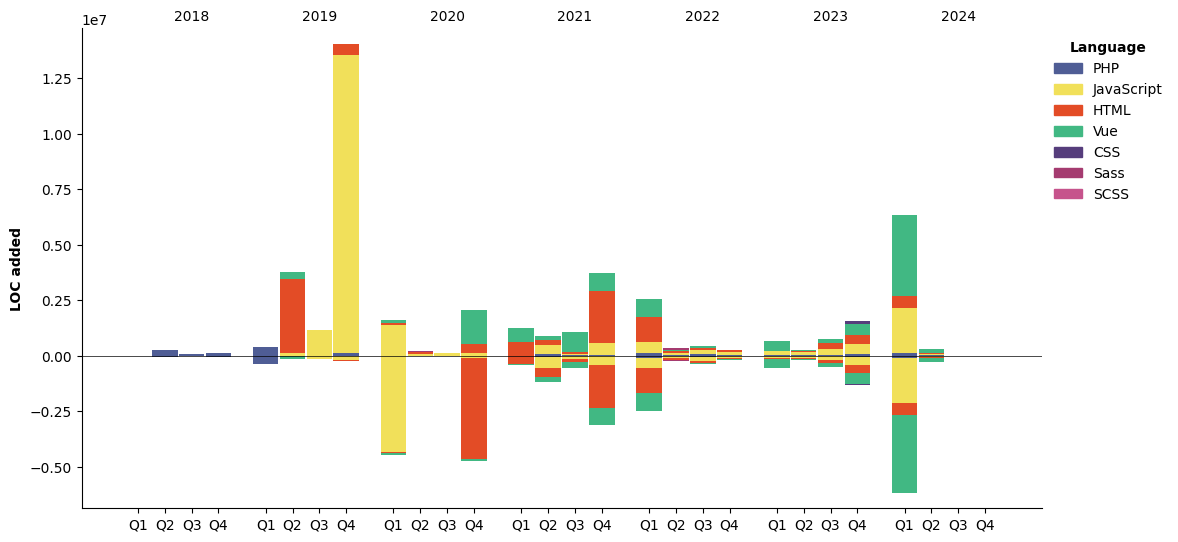 2018 2019 2020 2021 2022 2023 2024
1e7
Language
PHP
JavaScript
HTML
Vue
CSS
Sass
SCSS
LOC added
1.25
1.00
0.75
0.50
0.25
0.00
−0.25
−0.50
Q1 Q2 Q3 Q4 Q1 Q2 Q3 Q4 Q1 Q2 Q3 Q4 Q1 Q2 Q3 Q4 Q1 Q2 Q3 Q4 Q1 Q2 Q3 Q4 Q1 Q2 Q3 Q4